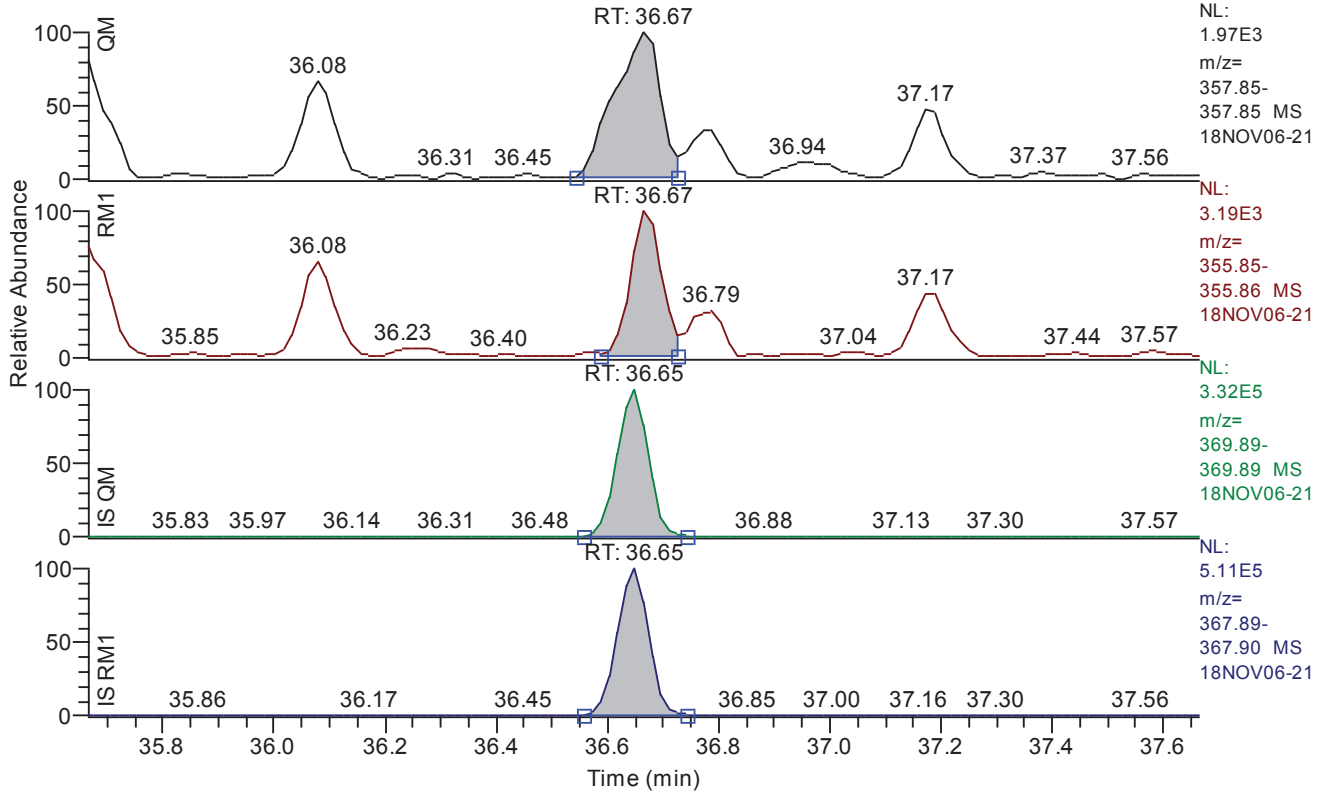 Relative Abundance
QM
100
50
0
36.08
36.31
36.45
RT: 36.67
36.94
37.17
37.37
37.56
NL:
1.97E3
m/z=
357.85-
357.85 MS
18NOV06-21
RM1
100
50
0
35.85
36.08
36.23
36.40
RT: 36.67
36.79
37.04
37.17
37.44
37.57
NL:
3.19E3
m/z=
355.85-
355.86 MS
18NOV06-21
IS QM
100
50
0
35.83
35.97
36.14
36.31
36.48
RT: 36.65
36.88
37.13
37.30
37.57
NL:
3.32E5
m/z=
369.89-
369.89 MS
18NOV06-21
IS RM1
100
50
0
35.86
36.17
36.45
RT: 36.65
36.85
37.00
37.16
37.30
37.56
NL:
5.11E5
m/z=
367.89-
367.90 MS
18NOV06-21
35.8 36.0 36.2 36.4 36.6 36.8 37.0 37.2 37.4 37.6
Time (min)